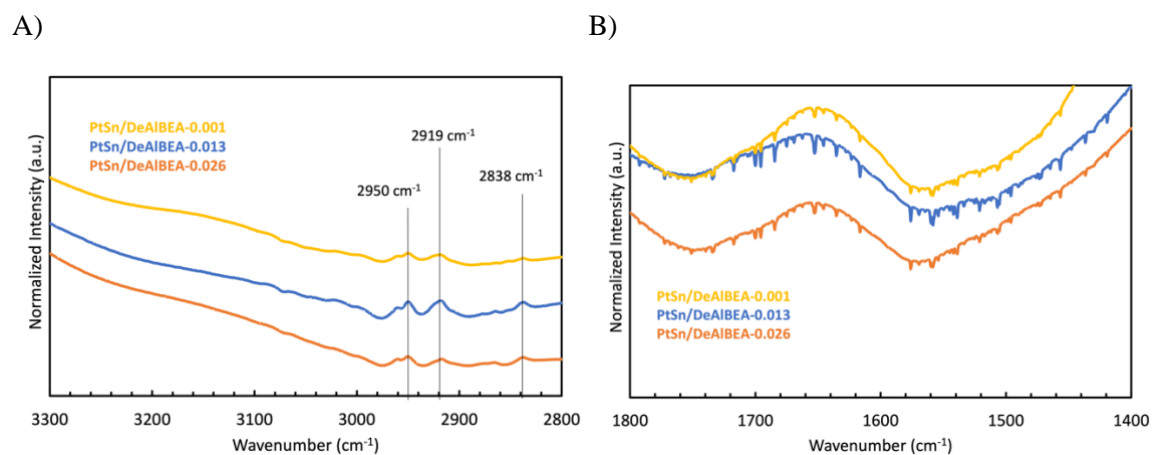 A)
B)
Normalized Intensity (a.u.)
PtSn/DeAlBEA-0.001
PtSn/DeAlBEA-0.013
PtSn/DeAlBEA-0.026
2919 cm⁻¹
2950 cm⁻¹
2838 cm⁻¹
3300 3200 3100 3000 2900 2800
Wavenumber (cm⁻¹)
Normalized Intensity (a.u.)
PtSn/DeAlBEA-0.001
PtSn/DeAlBEA-0.013
PtSn/DeAlBEA-0.026
1800 1700 1600 1500 1400
Wavenumber (cm⁻¹)